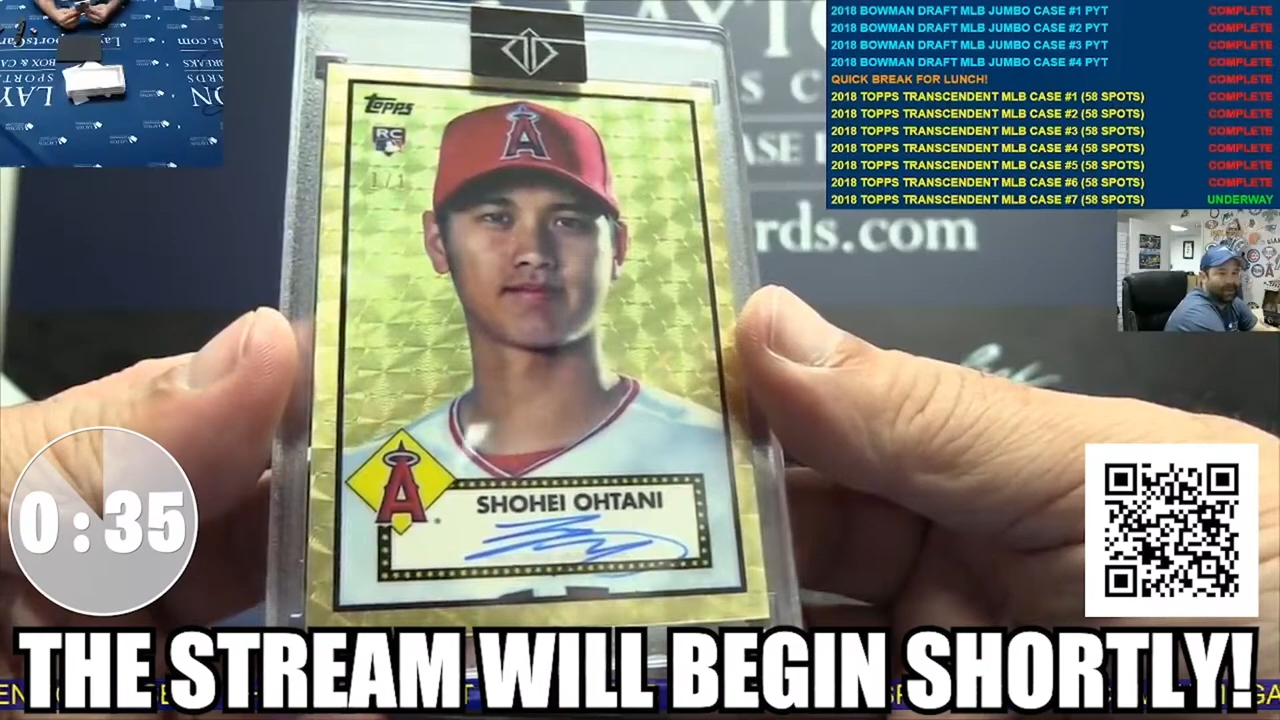 2018 BOWMAN DRAFT MLB JUMBO CASE #1 PYT COMPLETE
2018 BOWMAN DRAFT MLB JUMBO CASE #2 PYT COMPLETE
2018 BOWMAN DRAFT MLB JUMBO CASE #3 PYT COMPLETE
2018 BOWMAN DRAFT MLB JUMBO CASE #4 PYT COMPLETE
QUICK BREAK FOR LUNCH! COMPLETE
2018 TOPPS TRANSCENDENT MLB CASE #1 (58 SPOTS) COMPLETE
2018 TOPPS TRANSCENDENT MLB CASE #2 (58 SPOTS) COMPLETE
2018 TOPPS TRANSCENDENT MLB CASE #3 (58 SPOTS) COMPLETE
2018 TOPPS TRANSCENDENT MLB CASE #4 (58 SPOTS) COMPLETE
2018 TOPPS TRANSCENDENT MLB CASE #5 (58 SPOTS) COMPLETE
2018 TOPPS TRANSCENDENT MLB CASE #6 (58 SPOTS) COMPLETE
2018 TOPPS TRANSCENDENT MLB CASE #7 (58 SPOTS) UNDERWAY
Topps
RC
1/1
A
rds.com
A
SHOHEI OHTANI
0:35
THE STREAM WILL BEGIN SHORTLY!